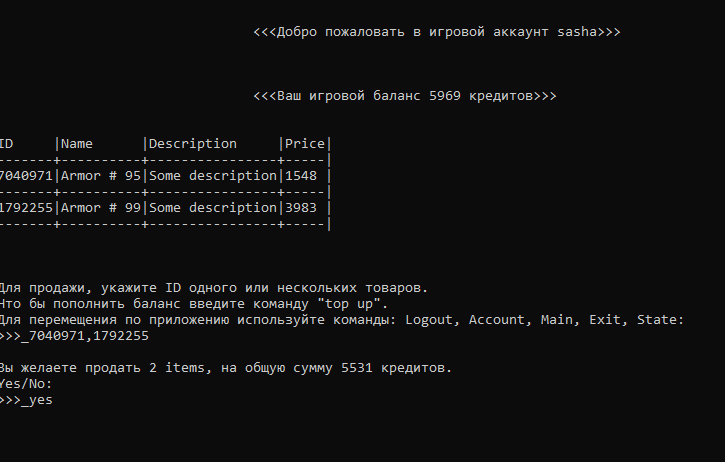 <<<Добро пожаловать в игровой аккаунт sasha>>>
<<<Ваш игровой баланс 5969 кредитов>>>
ID     |Name      |Description     |Price|
-------+----------+----------------+-----|
7040971|Armor # 95|Some description|1548 |
-------+----------+----------------+-----|
1792255|Armor # 99|Some description|3983 |
-------+----------+----------------+-----|
Для продажи, укажите ID одного или нескольких товаров.
Что бы пополнить баланс введите команду "top up".
Для перемещения по приложению используйте команды: Logout, Account, Main, Exit, State:
>>>_7040971,1792255
Вы желаете продать 2 items, на общую сумму 5531 кредитов.
Yes/No:
>>>_yes